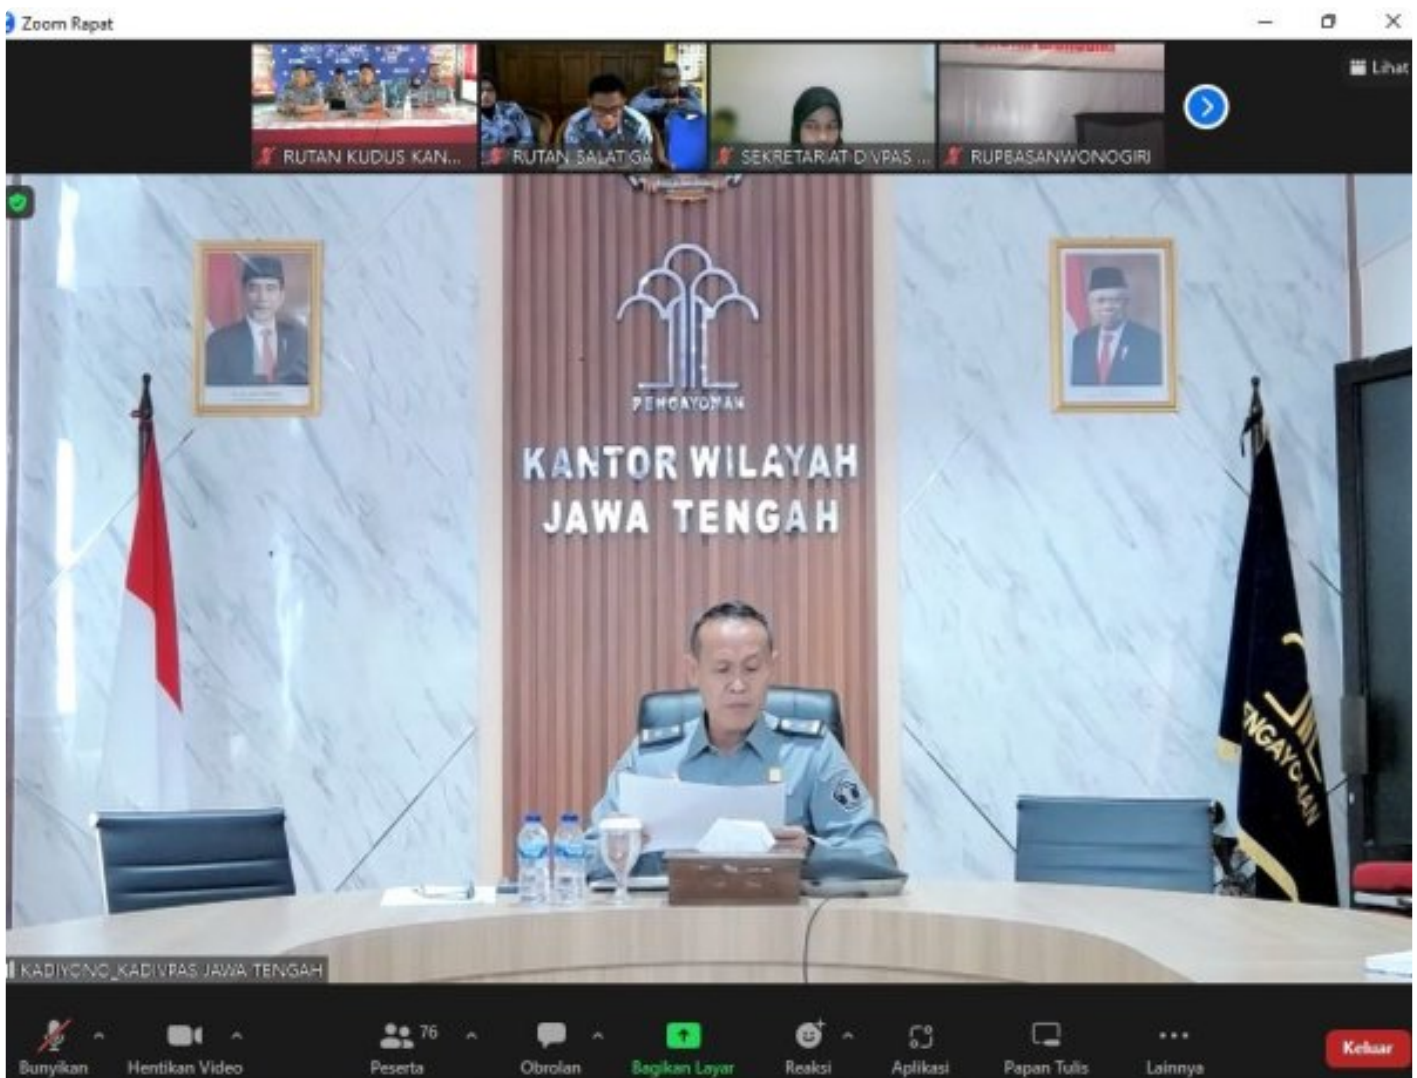 Zoom Rapat
Lihat
RUTAN KUDUS KAN...
RUTAN SALATIGA
SEKRETARIAT DIVPAS ...
RUPBASANWONOGIRI
PENGAYOMAN
KANTOR WILAYAH
JAWA TENGAH
PENGAYOMAN
KADIYONO_KADIVPAS JAWA TENGAH
76
Bunyikan
Hentikan Video
Peserta
Obrolan
Bagikan Layar
Reaksi
Aplikasi
Papan Tulis
Lainnya
Keluar